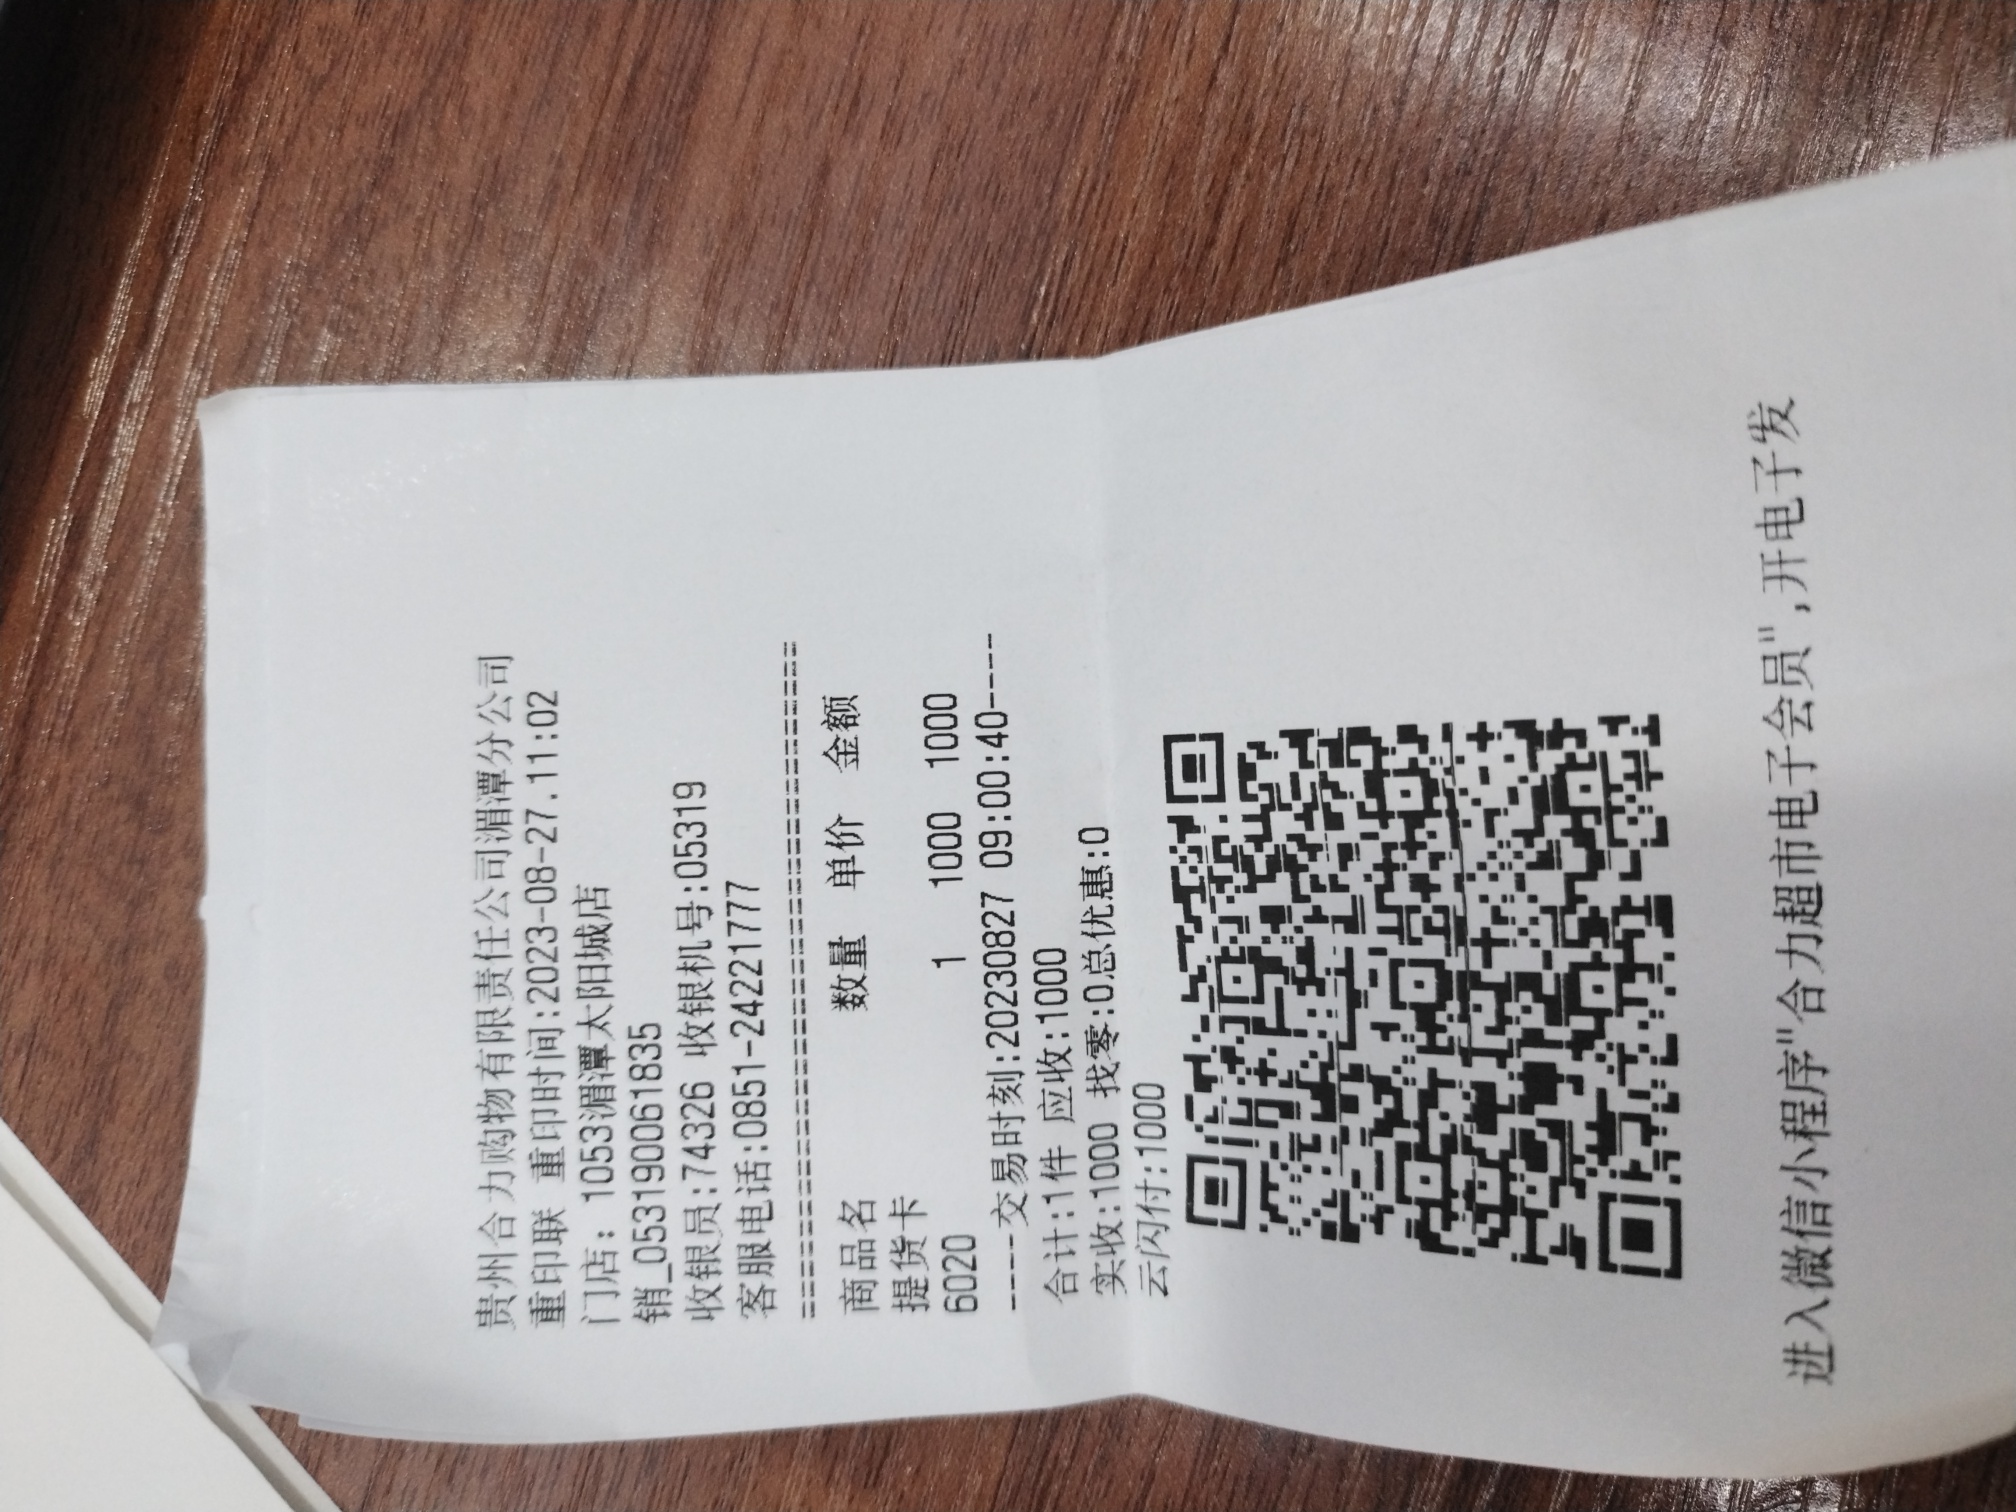 贵州合力购物有限责任公司湄潭分公司
重印联 重印时间:2023-08-27.11:02
门店: 1053湄潭太阳城店
销_053190061835
收银员:74326 收银机号:05319
客服电话:0851-24221777
========================================
商品名 数量 单价 金额
提货卡
6020 1 1000 1000
----交易时刻:20230827 09:00:40----
合计:1件 应收:1000
实收:1000 找零:0总优惠:0
云闪付:1000
进入微信小程序"合力超市电子会员",开电子发